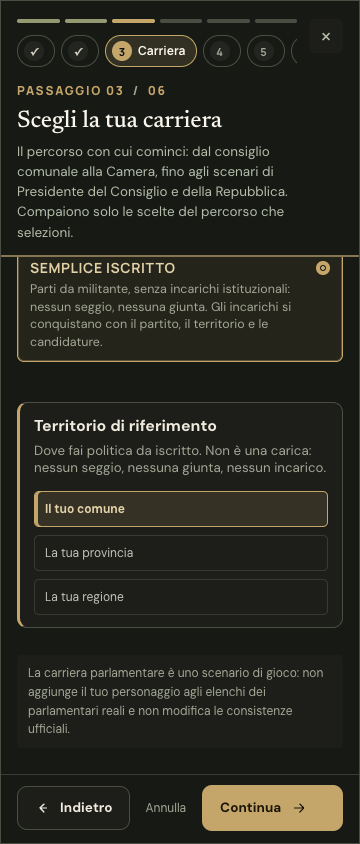 ✓ ✓ 3 Carriera 4 5
×
PASSAGGIO 03 / 06
Scegli la tua carriera
Il percorso con cui cominci: dal consiglio
comunale alla Camera, fino agli scenari di
Presidente del Consiglio e della Repubblica.
Compaiono solo le scelte del percorso che
selezioni.
SEMPLICE ISCRITTO
Parti da militante, senza incarichi istituzionali:
nessun seggio, nessuna giunta. Gli incarichi si
conquistano con il partito, il territorio e le
candidature.
Territorio di riferimento
Dove fai politica da iscritto. Non è una carica:
nessun seggio, nessuna giunta, nessun incarico.
Il tuo comune
La tua provincia
La tua regione
La carriera parlamentare è uno scenario di gioco: non
aggiunge il tuo personaggio agli elenchi dei
parlamentari reali e non modifica le consistenze
ufficiali.
← Indietro
Annulla
Continua →